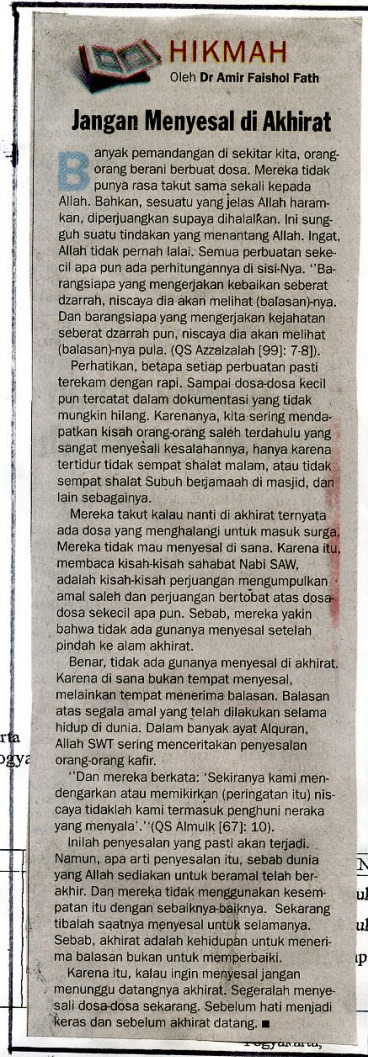 HIKMAH
Oleh Dr Amir Faishol Fath
Jangan Menyesal di Akhirat
Banyak pemandangan di sekitar kita, orang-
orang berani berbuat dosa. Mereka tidak
punya rasa takut sama sekali kepada
Allah. Bahkan, sesuatu yang jelas Allah haram-
kan, diperjuangkan supaya dihalalkan. Ini sung-
guh suatu tindakan yang menantang Allah. Ingat,
Allah tidak pernah lalai. Semua perbuatan seke-
cil apa pun ada perhitungannya di sisi-Nya. ''Ba-
rangsiapa yang mengerjakan kebaikan seberat
dzarrah, niscaya dia akan melihat (balasan)-nya.
Dan barangsiapa yang mengerjakan kejahatan
seberat dzarrah pun, niscaya dia akan melihat
(balasan)-nya pula. (QS Azzalzalah [99]: 7-8]).
Perhatikan, betapa setiap perbuatan pasti
terekam dengan rapi. Sampai dosa-dosa kecil
pun tercatat dalam dokumentasi yang tidak
mungkin hilang. Karenanya, kita sering menda-
patkan kisah orang-orang saleh terdahulu yang
sangat menyesali kesalahannya, hanya karena
tertidur tidak sempat shalat malam, atau tidak
sempat shalat Subuh berjamaah di masjid, dan
lain sebagainya.
Mereka takut kalau nanti di akhirat ternyata
ada dosa yang menghalangi untuk masuk surga.
Mereka tidak mau menyesal di sana. Karena itu,
membaca kisah-kisah sahabat Nabi SAW,
adalah kisah-kisah perjuangan mengumpulkan
amal saleh dan perjuangan bertobat atas dosa-
dosa sekecil apa pun. Sebab, mereka yakin
bahwa tidak ada gunanya menyesal setelah
pindah ke alam akhirat.
Benar, tidak ada gunanya menyesal di akhirat.
Karena di sana bukan tempat menyesal,
melainkan tempat menerima balasan. Balasan
atas segala amal yang telah dilakukan selama
hidup di dunia. Dalam banyak ayat Alquran,
Allah SWT sering menceritakan penyesalan
orang-orang kafir.
''Dan mereka berkata: 'Sekiranya kami men-
dengarkan atau memikirkan (peringatan itu) nis-
caya tidaklah kami termasuk penghuni neraka
yang menyala'.''(QS Almulk [67]: 10).
Inilah penyesalan yang pasti akan terjadi.
Namun, apa arti penyesalan itu, sebab dunia
yang Allah sediakan untuk beramal telah ber-
akhir. Dan mereka tidak menggunakan kesem-
patan itu dengan sebaiknya-baiknya. Sekarang
tibalah saatnya menyesal untuk selamanya.
Sebab, akhirat adalah kehidupan untuk meneri-
ma balasan bukan untuk memperbaiki.
Karena itu, kalau ingin menyesal jangan
menunggu datangnya akhirat. Segeralah menye-
sali dosa-dosa sekarang. Sebelum hati menjadi
keras dan sebelum akhirat datang. ■